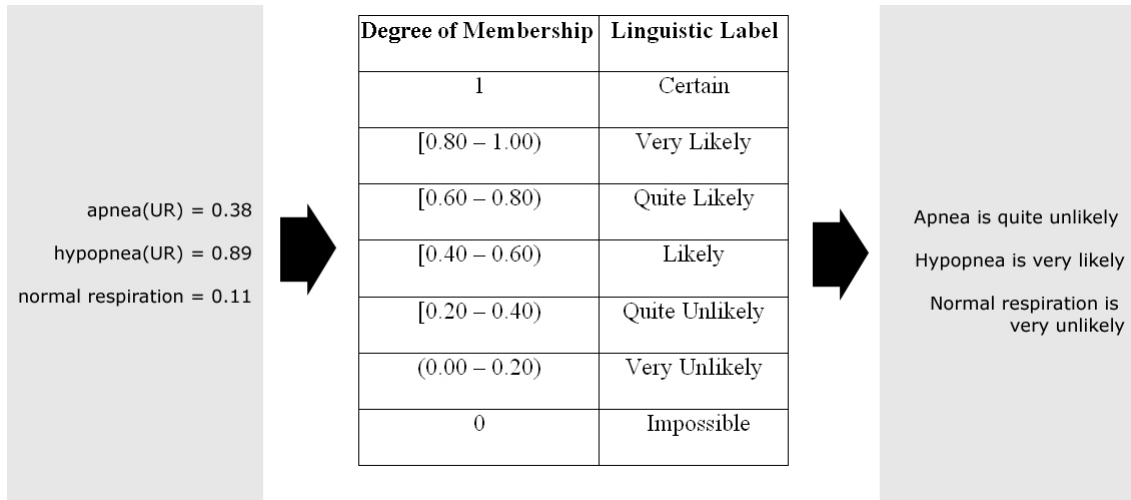 apnea(UR) = 0.38
hypopnea(UR) = 0.89
normal respiration = 0.11
Degree of Membership Linguistic Label
1 Certain
[0.80 – 1.00) Very Likely
[0.60 – 0.80) Quite Likely
[0.40 – 0.60) Likely
[0.20 – 0.40) Quite Unlikely
(0.00 – 0.20) Very Unlikely
0 Impossible
Apnea is quite unlikely
Hypopnea is very likely
Normal respiration is
very unlikely